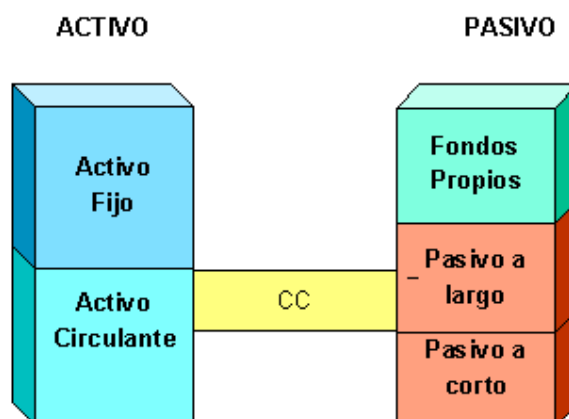 ACTIVO
PASIVO
Activo
Fijo
Fondos
Propios
Activo
Circulante
CC
Pasivo a
largo
Pasivo a
corto